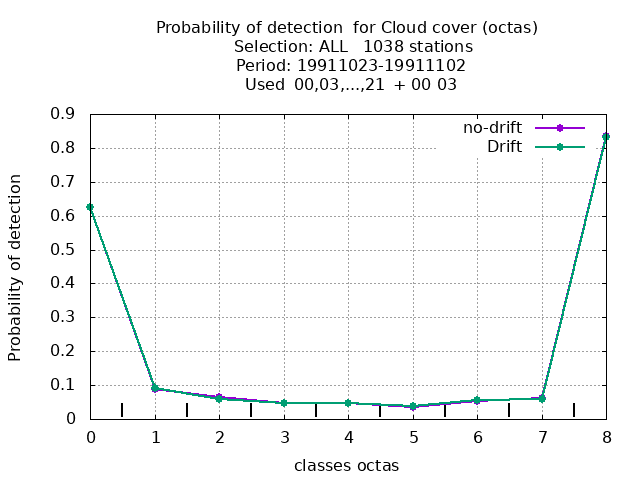 Probability of detection  for Cloud cover (octas)
Selection: ALL   1038 stations
Period: 19911023-19911102
Used  00,03,...,21  + 00 03
no-drift
Drift
Probability of detection
0.9
0.8
0.7
0.6
0.5
0.4
0.3
0.2
0.1
0
0 1 2 3 4 5 6 7 8
classes octas